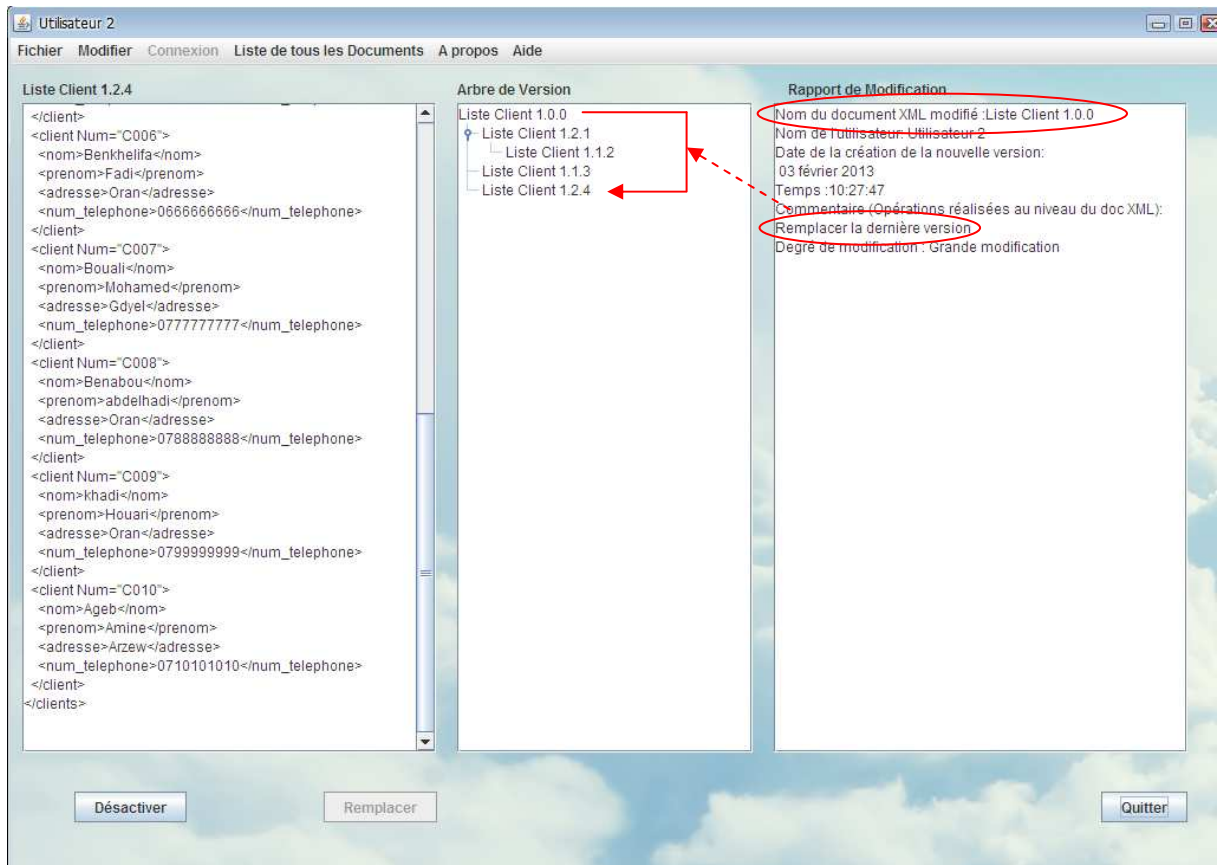 Utilisateur 2
Fichier Modifier Connexion Liste de tous les Documents A propos Aide
Liste Client 1.2.4
</client>
<client Num="C006">
<nom>Benkhelifa</nom>
<prenom>Fadi</prenom>
<adresse>Oran</adresse>
<num_telephone>0666666666</num_telephone>
</client>
<client Num="C007">
<nom>Bouali</nom>
<prenom>Mohamed</prenom>
<adresse>Gdyel</adresse>
<num_telephone>0777777777</num_telephone>
</client>
<client Num="C008">
<nom>Benabou</nom>
<prenom>abdelhadi</prenom>
<adresse>Oran</adresse>
<num_telephone>0788888888</num_telephone>
</client>
<client Num="C009">
<nom>khadi</nom>
<prenom>Houari</prenom>
<adresse>Oran</adresse>
<num_telephone>0799999999</num_telephone>
</client>
<client Num="C010">
<nom>Ageb</nom>
<prenom>Amine</prenom>
<adresse>Arzew</adresse>
<num_telephone>0710101010</num_telephone>
</client>
</clients>
Arbre de Version
Liste Client 1.0.0
Liste Client 1.2.1
Liste Client 1.1.2
Liste Client 1.1.3
Liste Client 1.2.4
Rapport de Modification
Nom du document XML modifié :Liste Client 1.0.0
Nom de l'utilisateur: Utilisateur 2
Date de la création de la nouvelle version:
03 février 2013
Temps :10:27:47
Commentaire (Opérations réalisées au niveau du doc XML):
Remplacer la dernière version
Degré de modification : Grande modification
Désactiver
Remplacer
Quitter